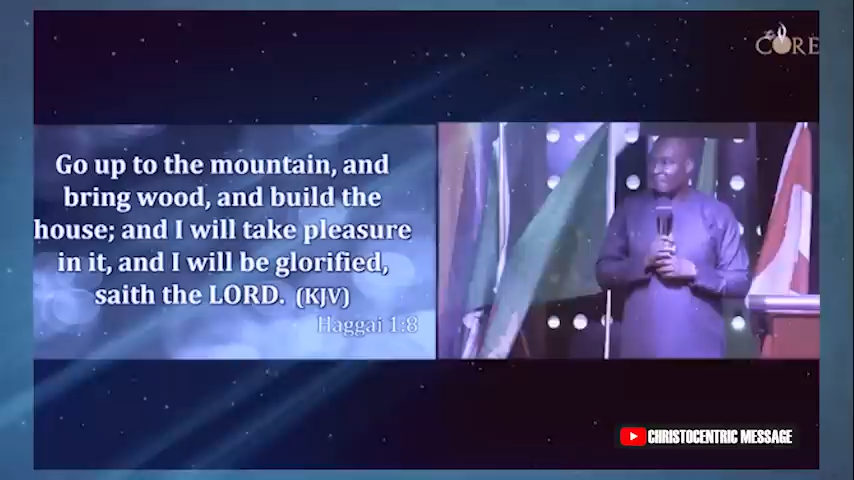 The CORE
Go up to the mountain, and
bring wood, and build the
house; and I will take pleasure
in it, and I will be glorified,
saith the LORD. (KJV)
Haggai 1:8
CHRISTOCENTRIC MESSAGE